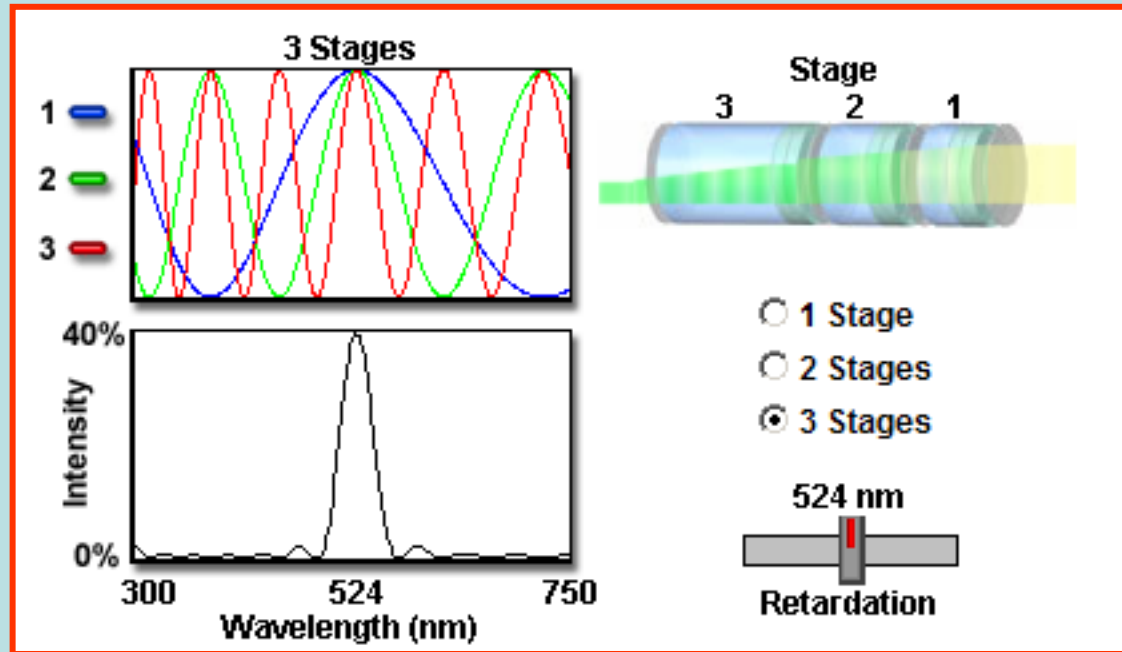 3 Stages
1
2
3
40%
Intensity
0%
300 524 750
Wavelength (nm)
Stage
3 2 1
1 Stage
2 Stages
3 Stages
524 nm
Retardation